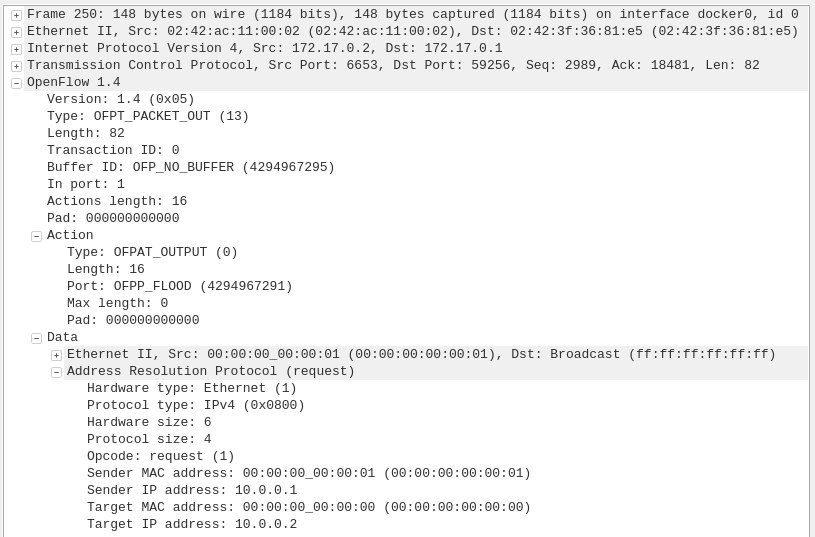 Frame 250: 148 bytes on wire (1184 bits), 148 bytes captured (1184 bits) on interface docker0, id 0
Ethernet II, Src: 02:42:ac:11:00:02 (02:42:ac:11:00:02), Dst: 02:42:3f:36:81:e5 (02:42:3f:36:81:e5)
Internet Protocol Version 4, Src: 172.17.0.2, Dst: 172.17.0.1
Transmission Control Protocol, Src Port: 6653, Dst Port: 59256, Seq: 2989, Ack: 18481, Len: 82
OpenFlow 1.4
Version: 1.4 (0x05)
Type: OFPT_PACKET_OUT (13)
Length: 82
Transaction ID: 0
Buffer ID: OFP_NO_BUFFER (4294967295)
In port: 1
Actions length: 16
Pad: 000000000000
Action
Type: OFPAT_OUTPUT (0)
Length: 16
Port: OFPP_FLOOD (4294967291)
Max length: 0
Pad: 000000000000
Data
Ethernet II, Src: 00:00:00_00:00:01 (00:00:00:00:00:01), Dst: Broadcast (ff:ff:ff:ff:ff:ff)
Address Resolution Protocol (request)
Hardware type: Ethernet (1)
Protocol type: IPv4 (0x0800)
Hardware size: 6
Protocol size: 4
Opcode: request (1)
Sender MAC address: 00:00:00_00:00:01 (00:00:00:00:00:01)
Sender IP address: 10.0.0.1
Target MAC address: 00:00:00_00:00:00 (00:00:00:00:00:00)
Target IP address: 10.0.0.2